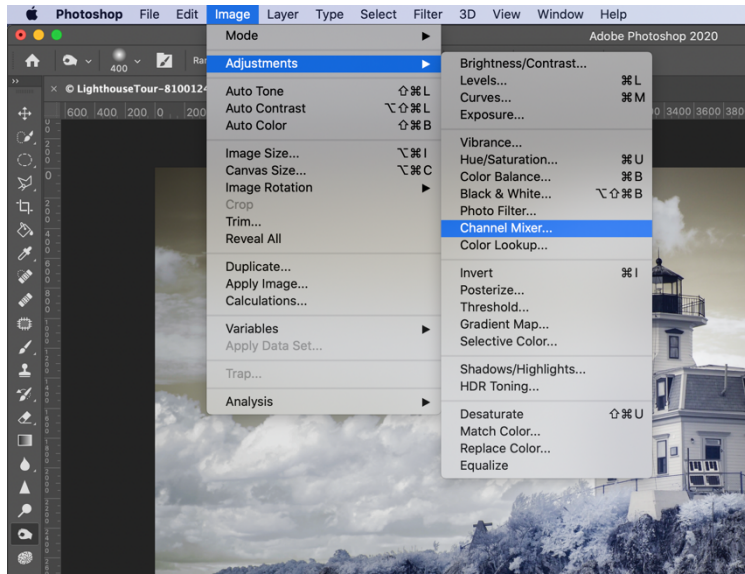 Photoshop File Edit Image Layer Type Select Filter 3D View Window Help
Adobe Photoshop 2020
400
© LighthouseTour-8100124
600 400 200 0 200
3400 3600 380
Mode
Adjustments
Auto Tone ⇧⌘L
Auto Contrast ⌥⇧⌘L
Auto Color ⇧⌘B
Image Size... ⌥⌘I
Canvas Size... ⌥⌘C
Image Rotation
Crop
Trim...
Reveal All
Duplicate...
Apply Image...
Calculations...
Variables
Apply Data Set...
Trap...
Analysis
Brightness/Contrast...
Levels... ⌘L
Curves... ⌘M
Exposure...
Vibrance...
Hue/Saturation... ⌘U
Color Balance... ⌘B
Black & White... ⌥⇧⌘B
Photo Filter...
Channel Mixer...
Color Lookup...
Invert ⌘I
Posterize...
Threshold...
Gradient Map...
Selective Color...
Shadows/Highlights...
HDR Toning...
Desaturate ⇧⌘U
Match Color...
Replace Color...
Equalize